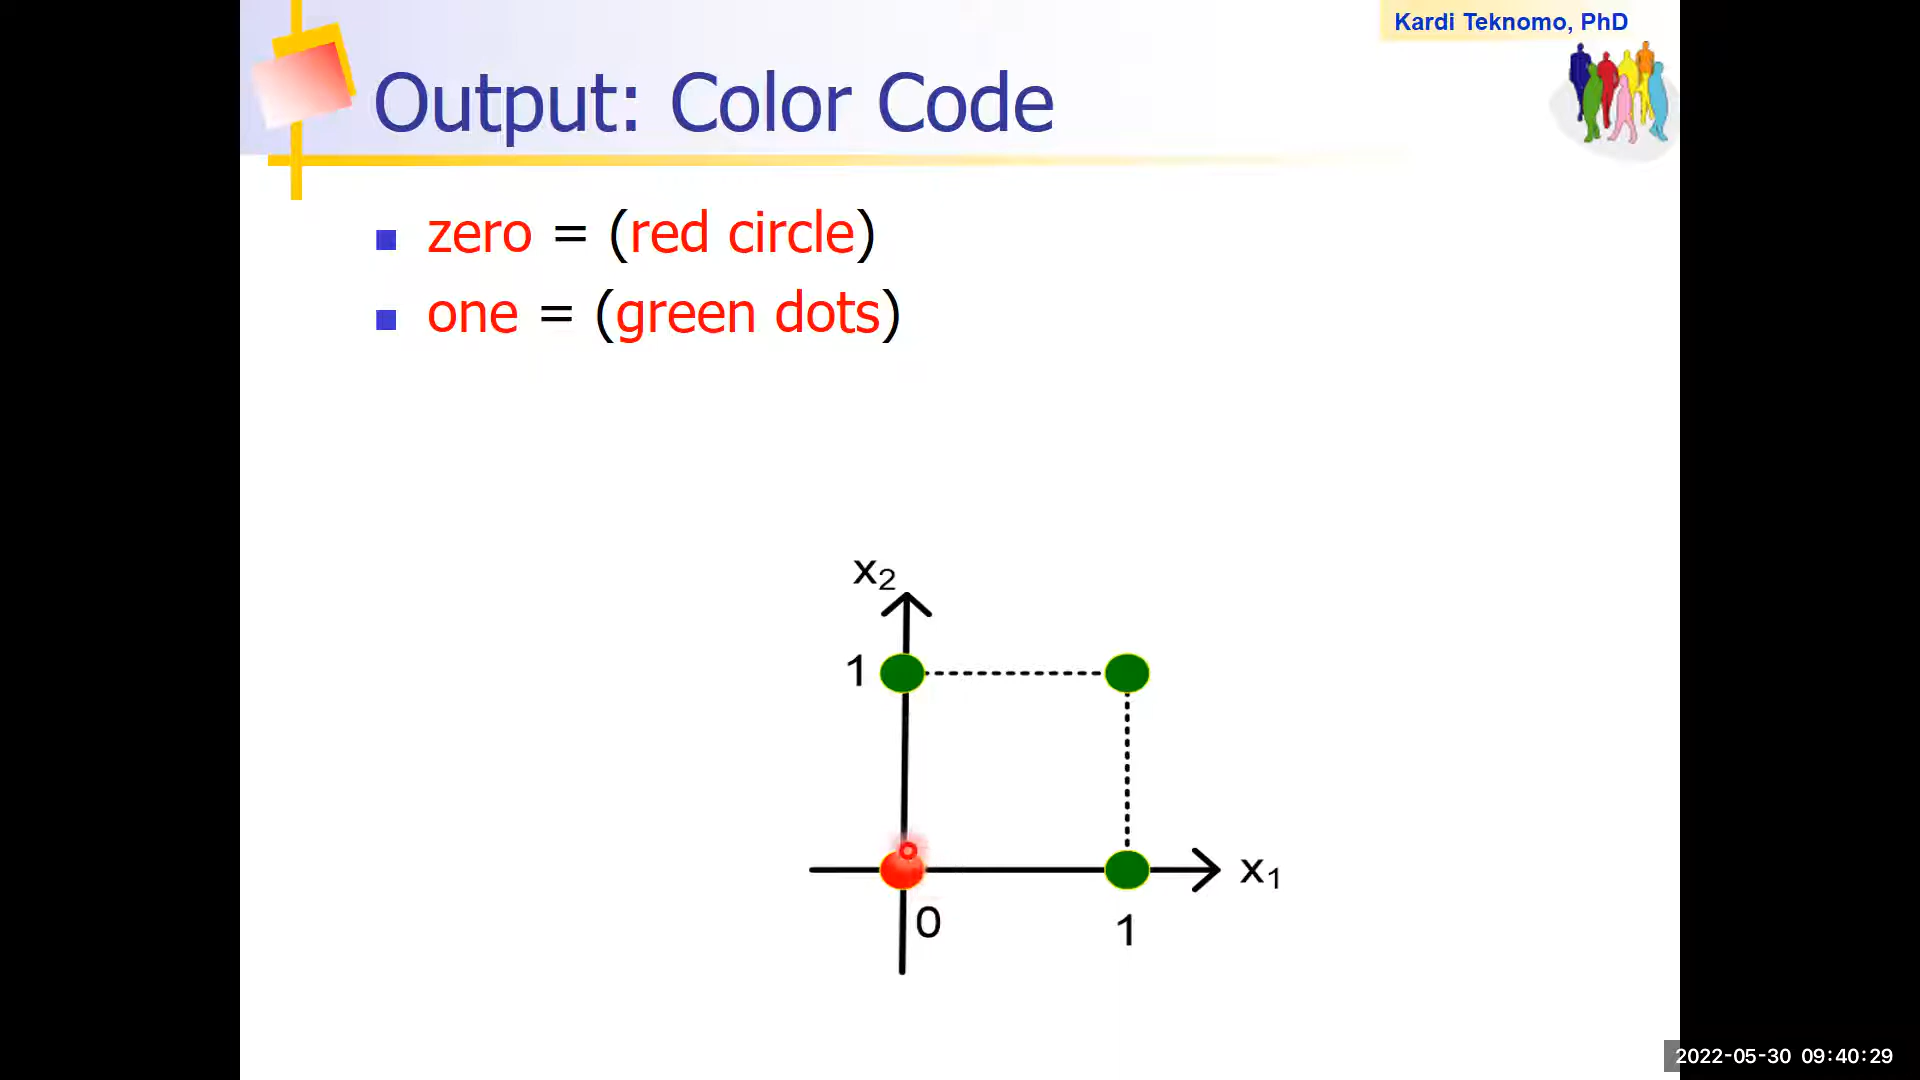 Kardi Teknomo, PhD
Output: Color Code
zero = (red circle)
one = (green dots)
x₂
1
x₁
0
1
2022-05-30 09:40:29